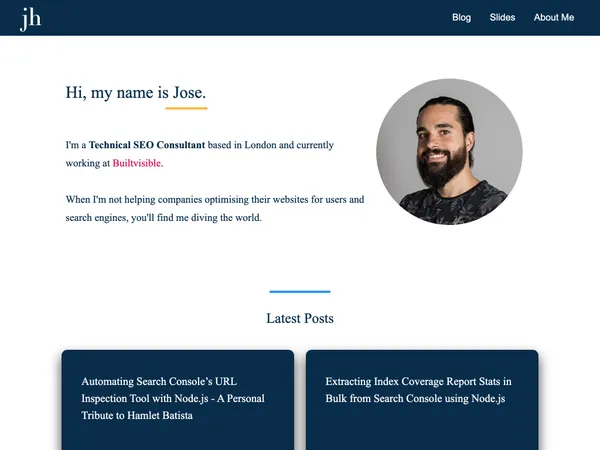 jh
Blog Slides About Me
Hi, my name is Jose.
I'm a Technical SEO Consultant based in London and currently
working at Builtvisible.
When I'm not helping companies optimising their websites for users and
search engines, you'll find me diving the world.
Latest Posts
Automating Search Console’s URL
Inspection Tool with Node.js - A Personal
Tribute to Hamlet Batista
Extracting Index Coverage Report Stats in
Bulk from Search Console using Node.js